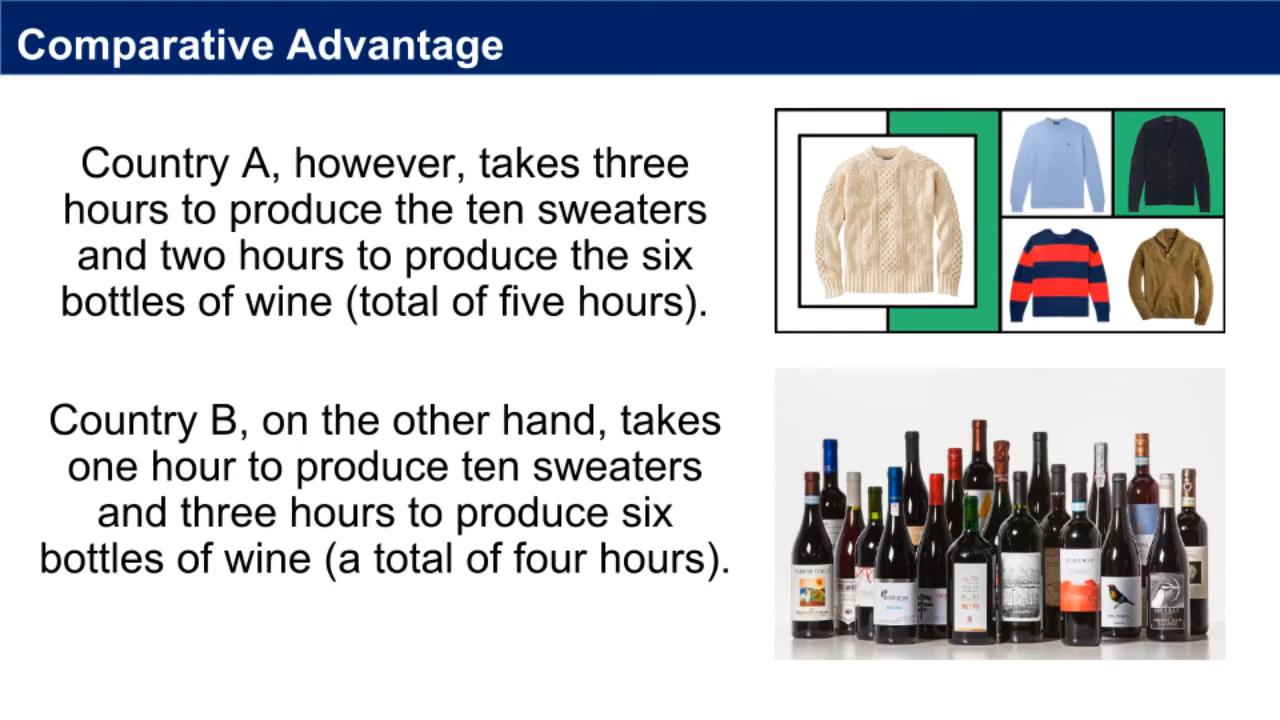 Comparative Advantage
Country A, however, takes three
hours to produce the ten sweaters
and two hours to produce the six
bottles of wine (total of five hours).
Country B, on the other hand, takes
one hour to produce ten sweaters
and three hours to produce six
bottles of wine (a total of four hours).